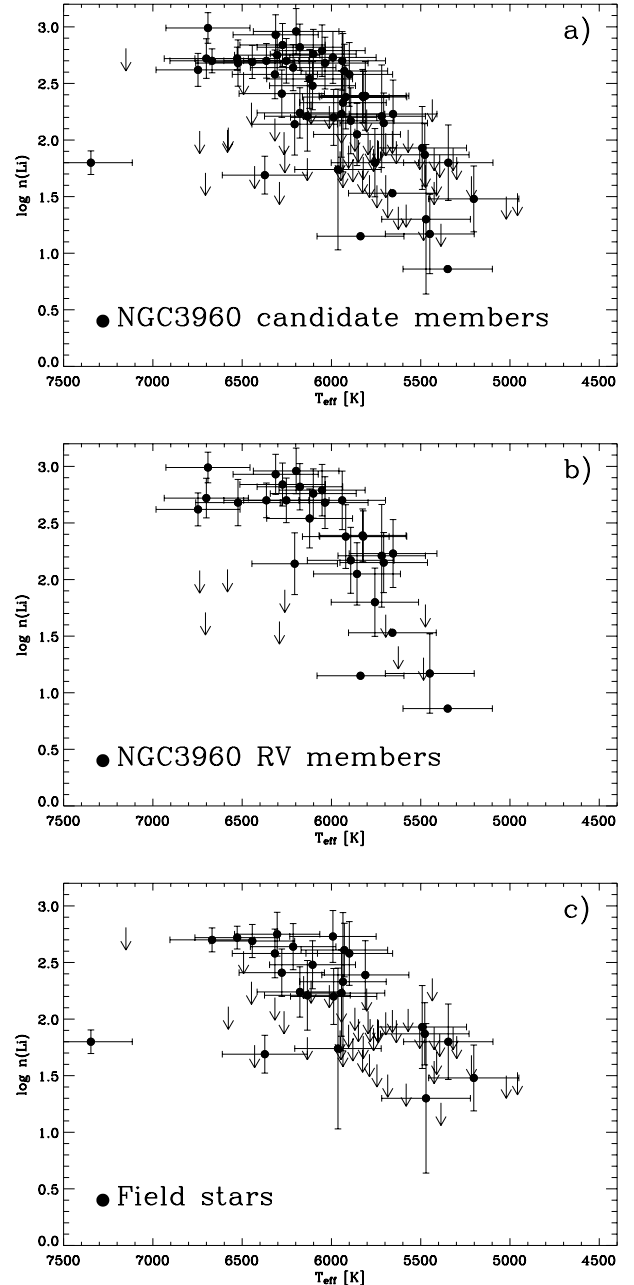 a)
3.0
2.5
2.0
1.5
1.0
0.5
0.0
log n(Li)
NGC3960 candidate members
7500 7000 6500 6000 5500 5000 4500
Teff [K]
b)
3.0
2.5
2.0
1.5
1.0
0.5
0.0
log n(Li)
NGC3960 RV members
7500 7000 6500 6000 5500 5000 4500
Teff [K]
c)
3.0
2.5
2.0
1.5
1.0
0.5
0.0
log n(Li)
Field stars
7500 7000 6500 6000 5500 5000 4500
Teff [K]